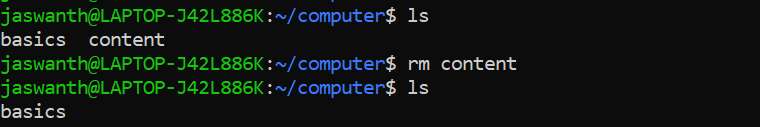 jaswanth@LAPTOP-J42L886K:~/computer$ ls
basics  content
jaswanth@LAPTOP-J42L886K:~/computer$ rm content
jaswanth@LAPTOP-J42L886K:~/computer$ ls
basics